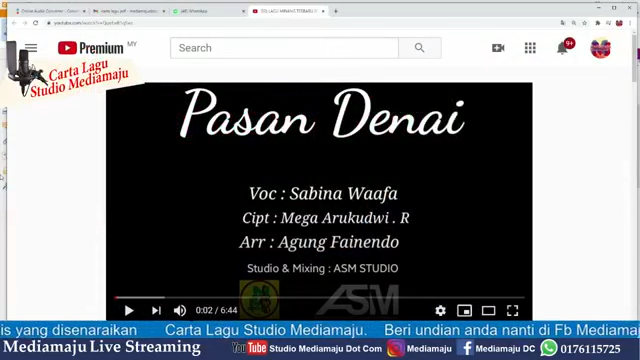 Premium MY
Search
9+
Carta Lagu
Studio Mediamaju
Pasan Denai
Voc : Sabina Waafa
Cipt : Mega Arukudwi . R
Arr : Agung Fainendo
Studio & Mixing : ASM STUDIO
ASM
0:02 / 6:44
is yang disenaraikan Carta Lagu Studio Mediamaju. Beri undian anda nanti di Fb Mediamaj
Mediamaju Live Streaming YouTube Studio Mediamaju Dot Com Mediamaju Mediamaju DC 0176115725